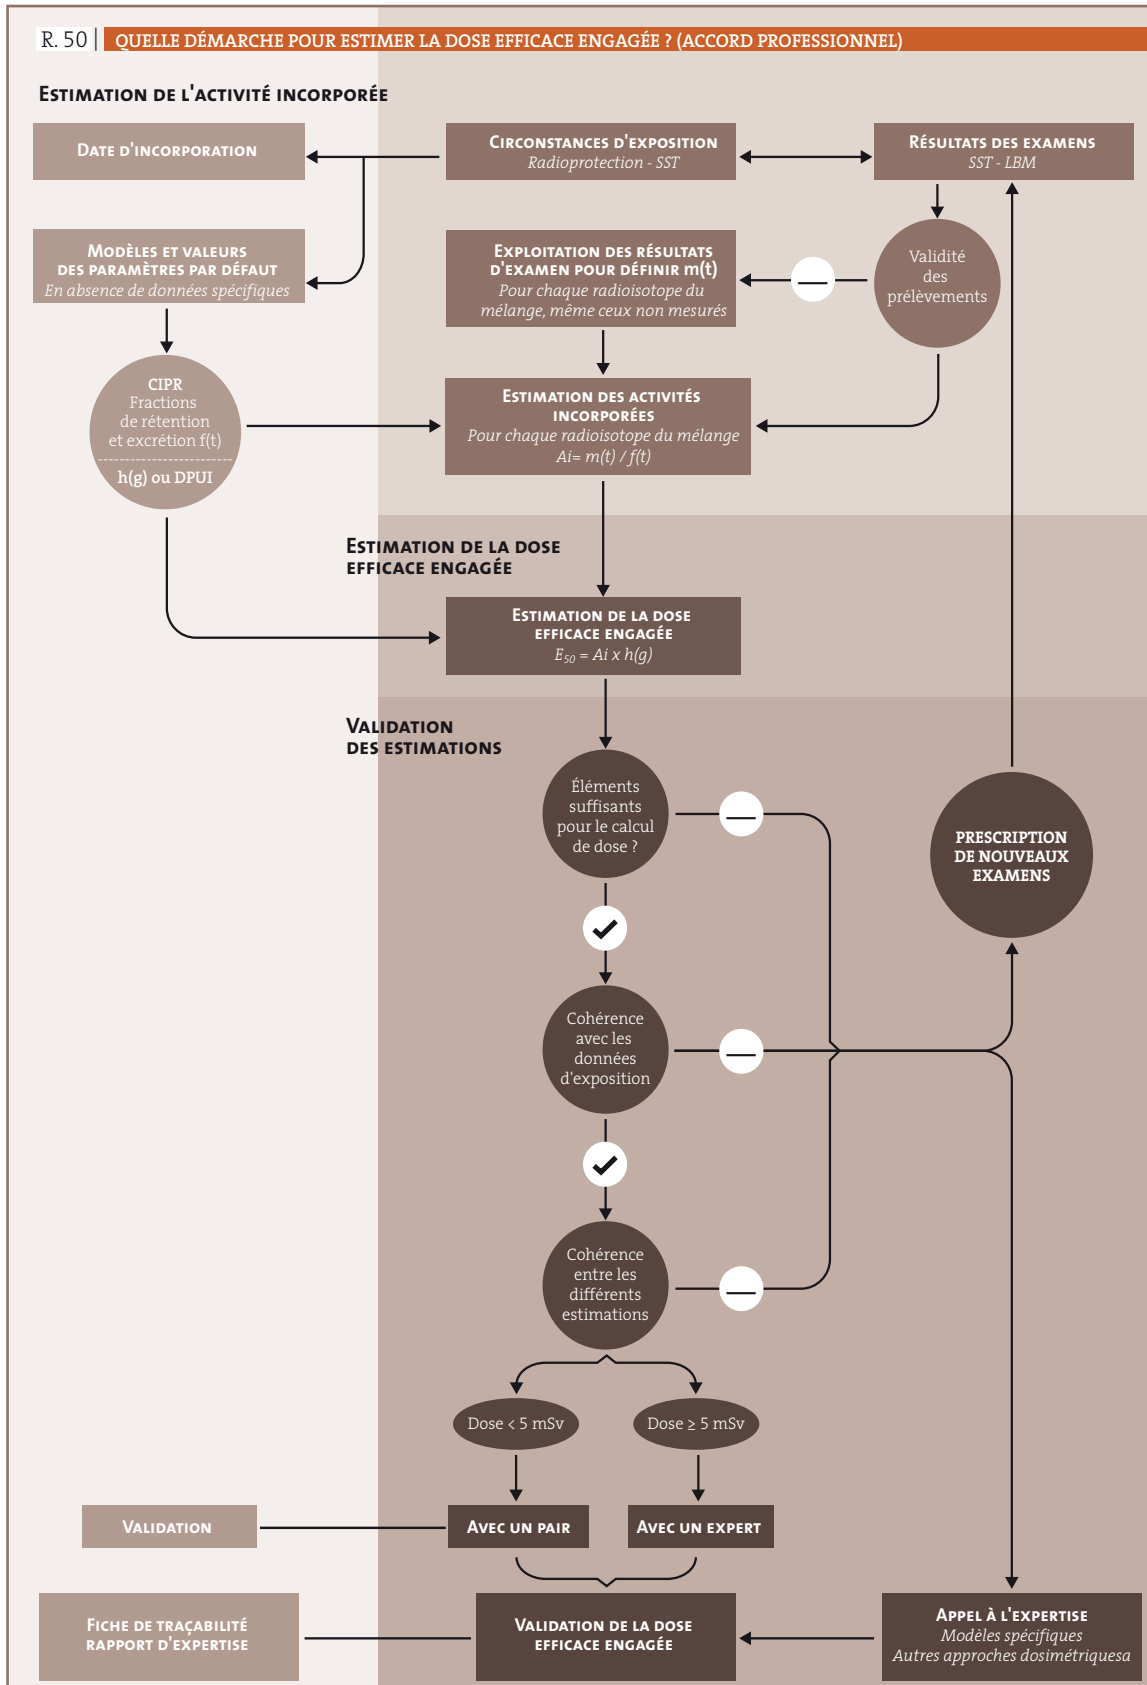 R. 50 | QUELLE DÉMARCHE POUR ESTIMER LA DOSE EFFICACE ENGAGÉE ? (ACCORD PROFESSIONNEL)
ESTIMATION DE L'ACTIVITÉ INCORPORÉE
DATE D'INCORPORATION
CIRCONSTANCES D'EXPOSITION
Radioprotection - SST
RÉSULTATS DES EXAMENS
SST - LBM
MODÈLES ET VALEURS
DES PARAMÈTRES PAR DÉFAUT
En absence de données spécifiques
EXPLOITATION DES RÉSULTATS
D'EXAMEN POUR DÉFINIR m(t)
Pour chaque radioisotope du
mélange, même ceux non mesurés
Validité
des
prélèvements
CIPR
Fractions
de rétention
et excrétion f(t)
h(g) ou DPUI
ESTIMATION DES ACTIVITÉS
INCORPORÉES
Pour chaque radioisotope du mélange
Ai= m(t) / f(t)
ESTIMATION DE LA DOSE
EFFICACE ENGAGÉE
ESTIMATION DE LA DOSE
EFFICACE ENGAGÉE
E50 = Ai x h(g)
VALIDATION
DES ESTIMATIONS
Éléments
suffisants
pour le calcul
de dose ?
PRESCRIPTION
DE NOUVEAUX
EXAMENS
Cohérence
avec les
données
d'exposition
Cohérence
entre les
différents
estimations
Dose < 5 mSv
Dose ≥ 5 mSv
VALIDATION
AVEC UN PAIR
AVEC UN EXPERT
FICHE DE TRAÇABILITÉ
RAPPORT D'EXPERTISE
VALIDATION DE LA DOSE
EFFICACE ENGAGÉE
APPEL À L'EXPERTISE
Modèles spécifiques
Autres approches dosimétriquesa